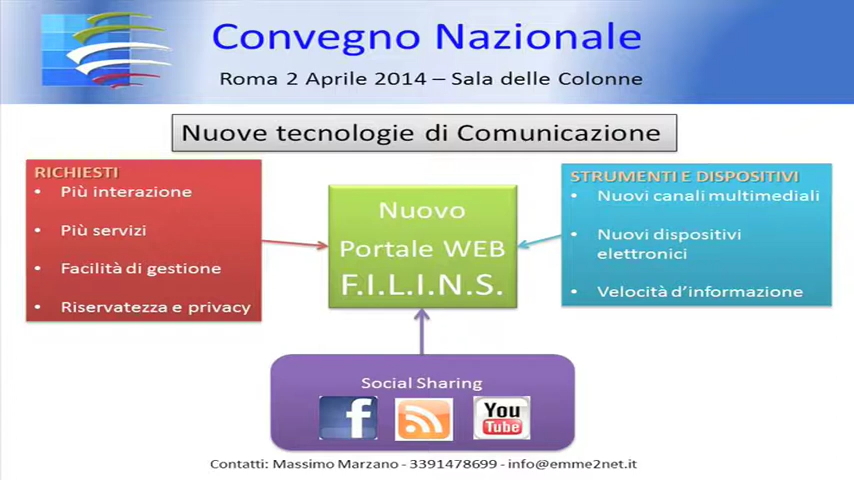 Convegno Nazionale
Roma 2 Aprile 2014 – Sala delle Colonne
Nuove tecnologie di Comunicazione
RICHIESTI
• Più interazione
• Più servizi
• Facilità di gestione
• Riservatezza e privacy
Nuovo
Portale WEB
F.I.L.I.N.S.
STRUMENTI E DISPOSITIVI
• Nuovi canali multimediali
• Nuovi dispositivi
elettronici
• Velocità d'informazione
Social Sharing
f
You
Tube
Contatti: Massimo Marzano - 3391478699 - info@emme2net.it